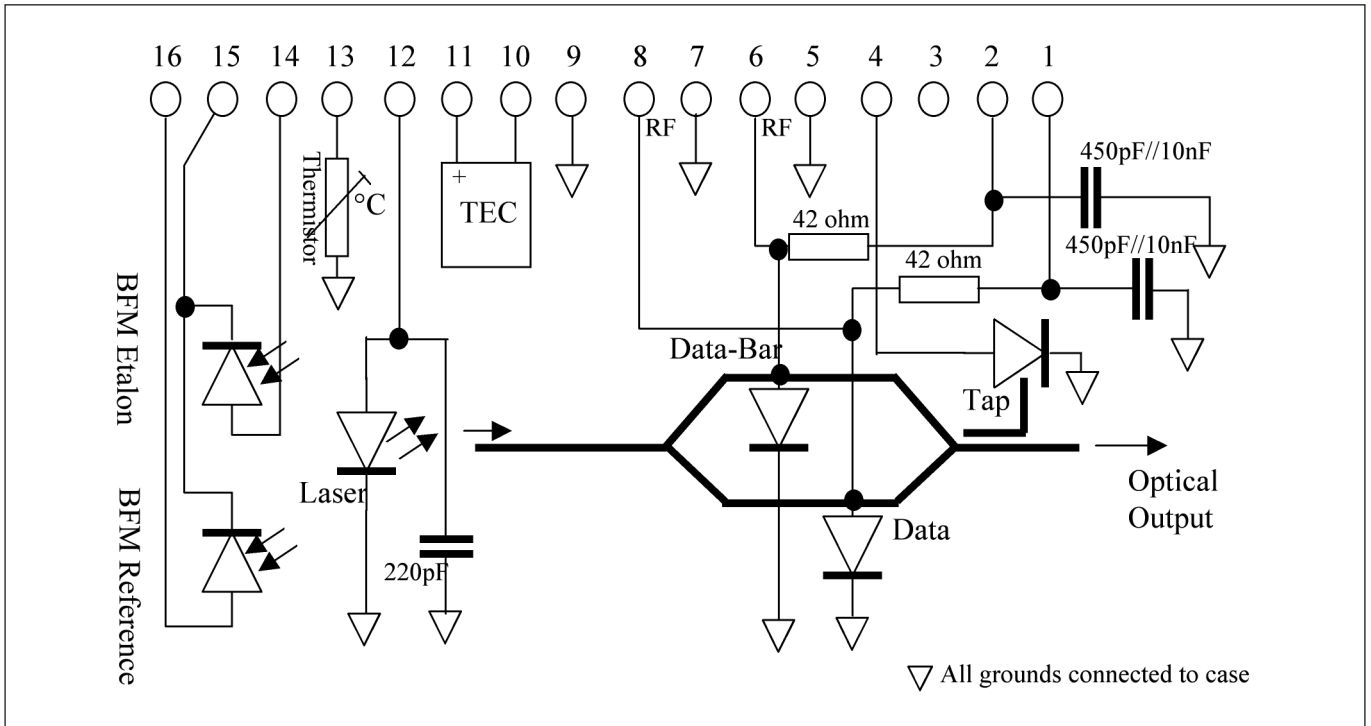 16 15 14 13 12 11 10 9 8 7 6 5 4 3 2 1
RF
RF
450pF//10nF
Thermistor
°C
+
TEC
42 ohm
450pF//10nF
42 ohm
BFM Etalon
Data-Bar
Tap
Laser
Optical
Output
BFM Reference
Data
220pF
All grounds connected to case